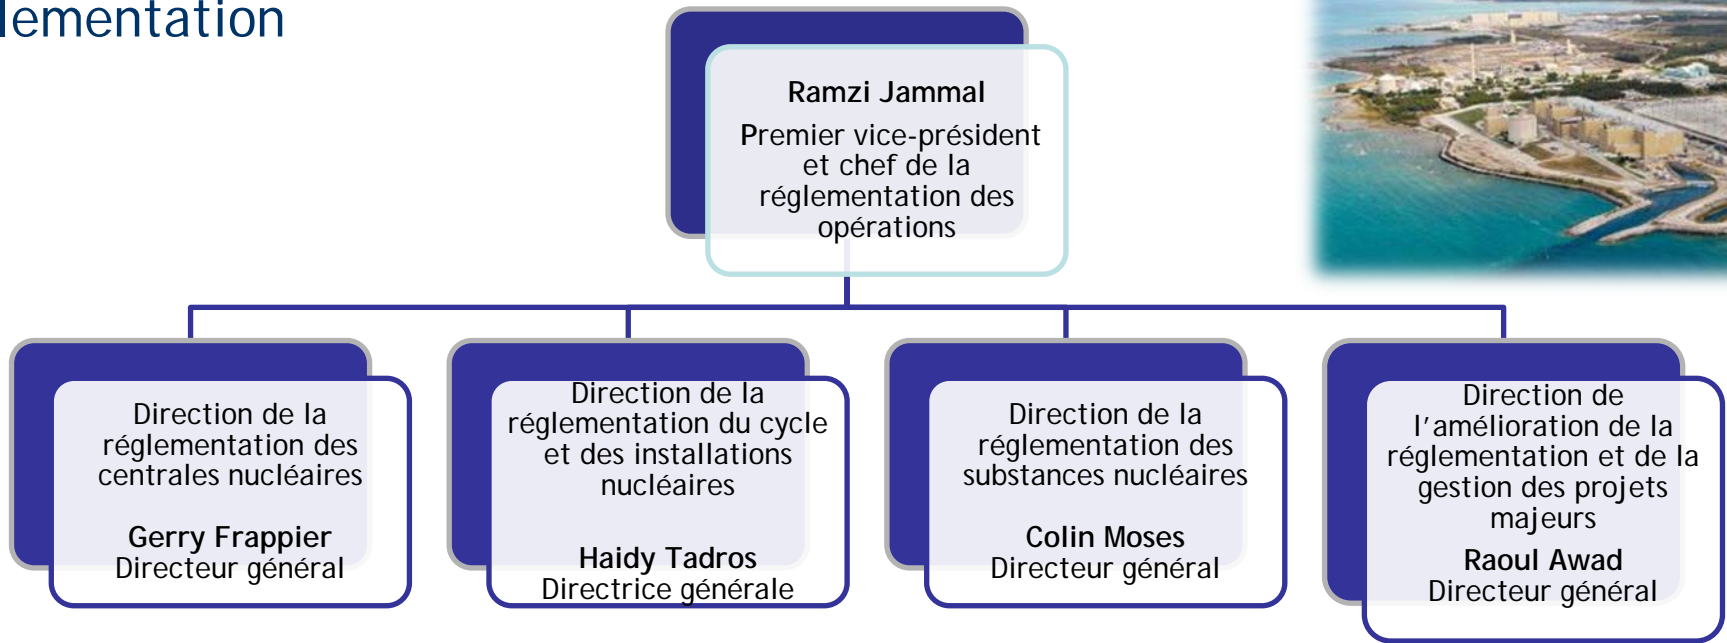 lementation
Ramzi Jammal
Premier vice-président
et chef de la
réglementation des
opérations
Direction de la
réglementation des
centrales nucléaires
Gerry Frappier
Directeur général
Direction de la
réglementation du cycle
et des installations
nucléaires
Haidy Tadros
Directrice générale
Direction de la
réglementation des
substances nucléaires
Colin Moses
Directeur général
Direction de
l'amélioration de la
réglementation et de la
gestion des projets
majeurs
Raoul Awad
Directeur général